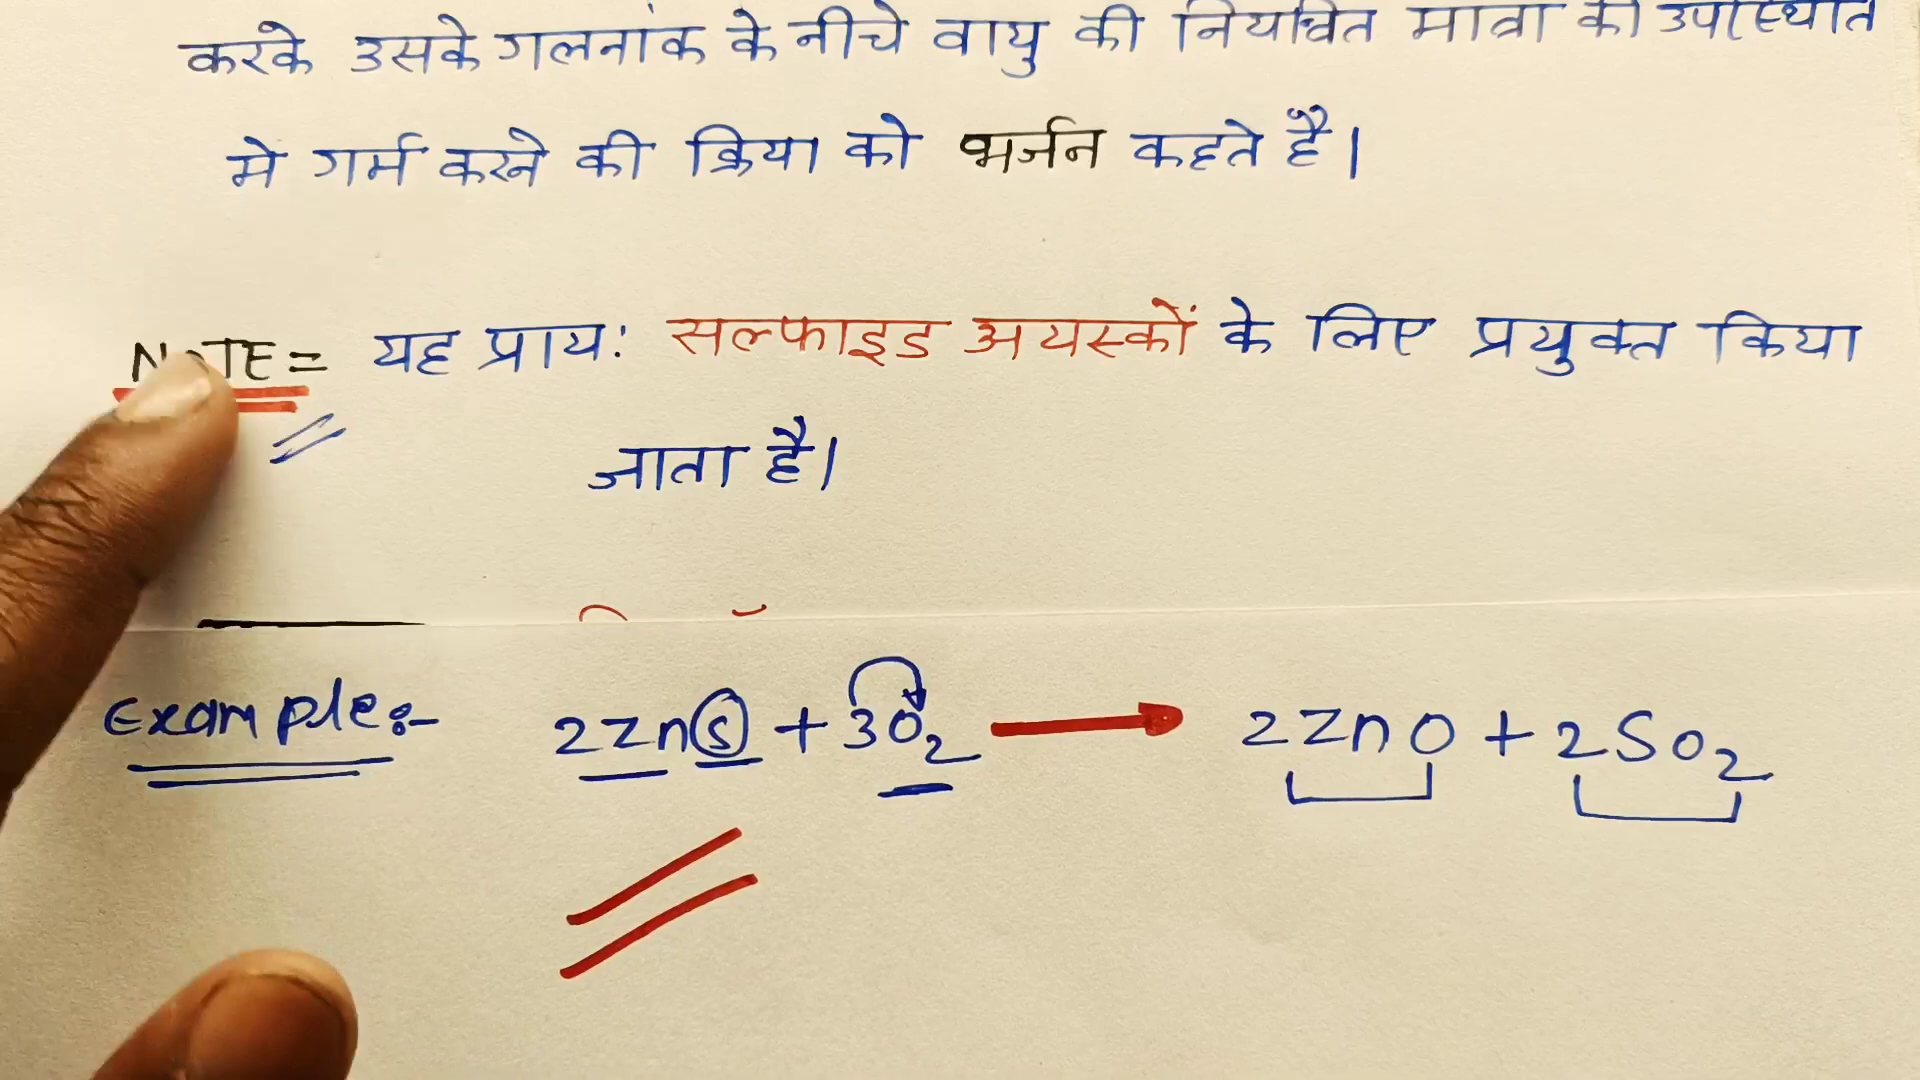 करके उसके गलनांक के नीचे वायु की नियंत्रित मात्रा की उपस्थिति
मे गर्म करने की क्रिया को भर्जन कहते है।
NOTE= यह प्राय: सल्फाइड अयस्कों के लिए प्रयुक्त किया
जाता है।
Example:- 2ZnS + 3O₂ → 2ZnO + 2SO₂